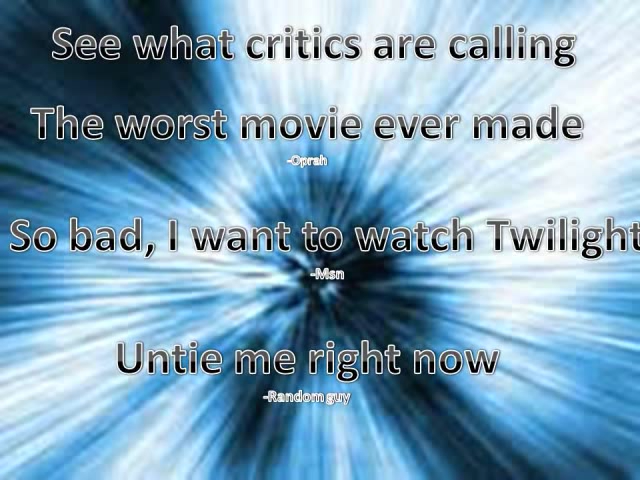 See what critics are calling
The worst movie ever made
-Oprah
So bad, I want to watch Twilight
-Msn
Untie me right now
-Random guy